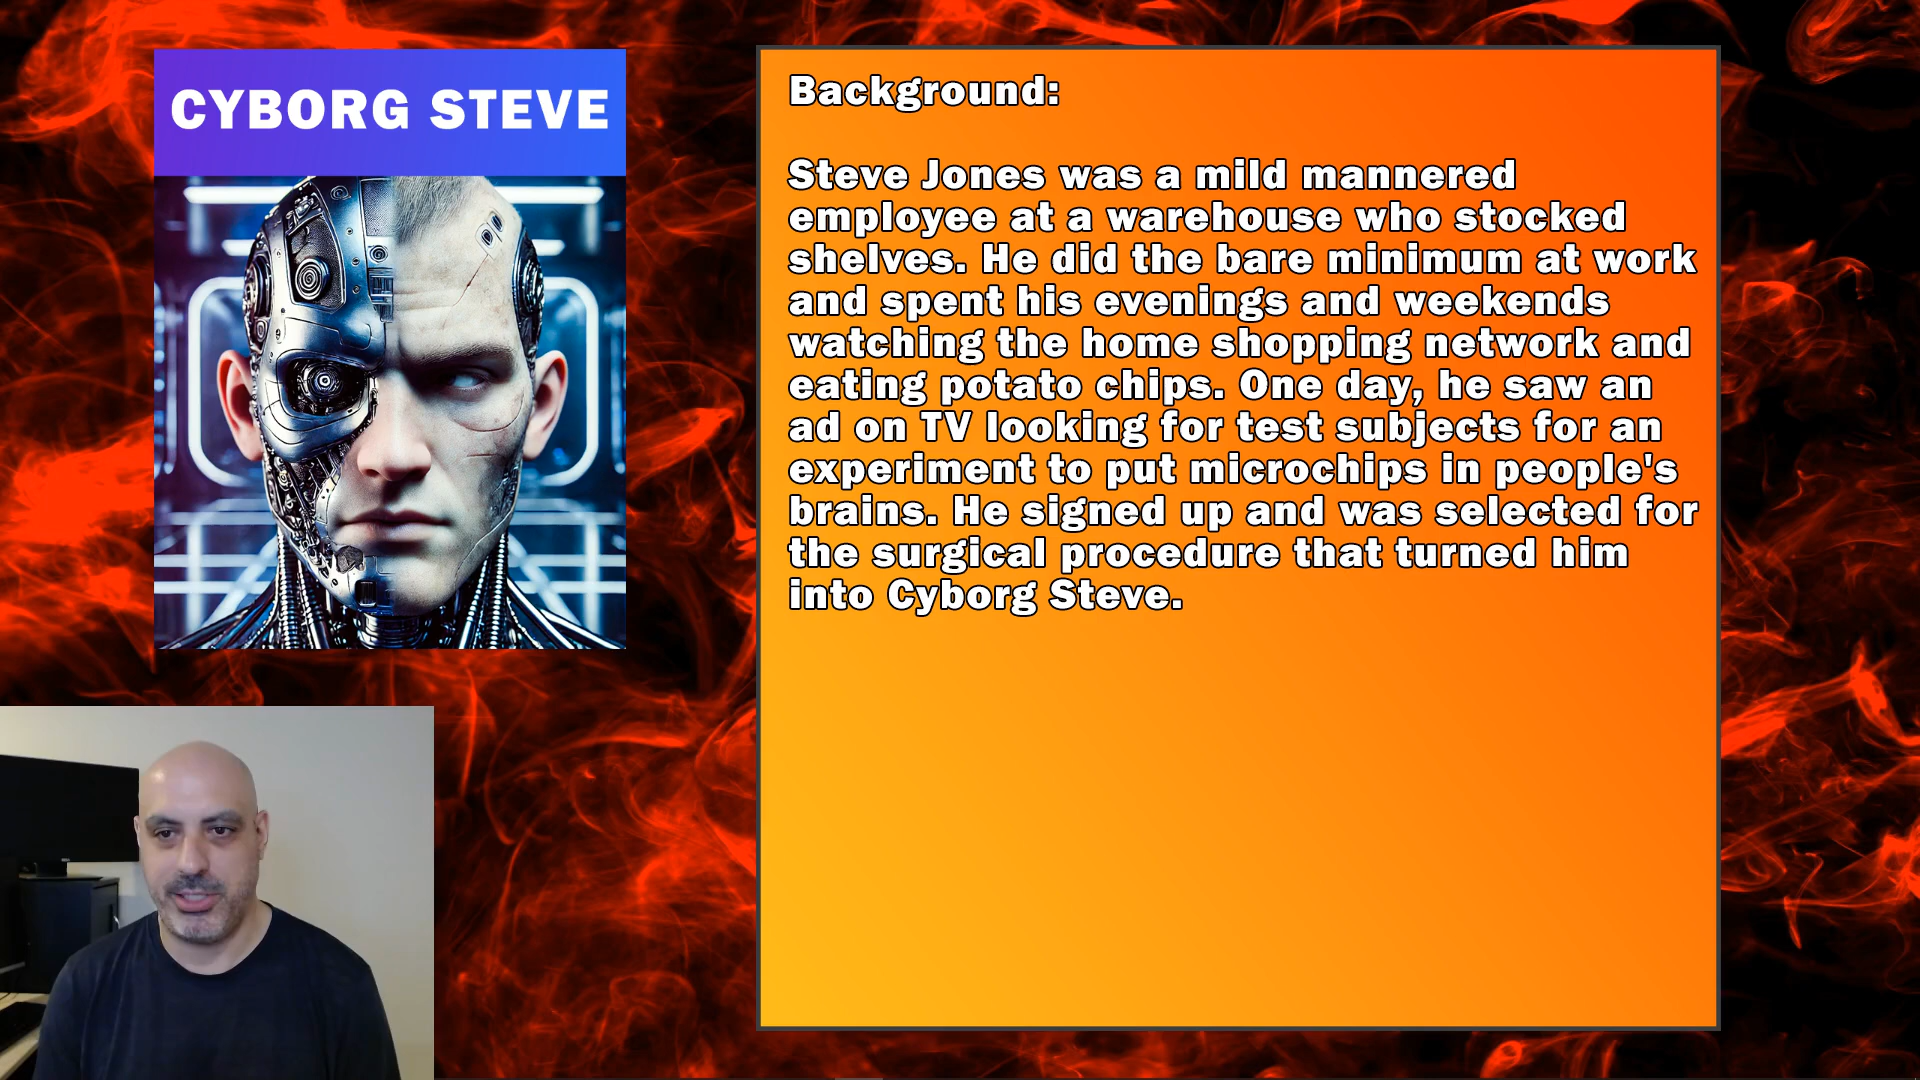 CYBORG STEVE
Background:
Steve Jones was a mild mannered
employee at a warehouse who stocked
shelves. He did the bare minimum at work
and spent his evenings and weekends
watching the home shopping network and
eating potato chips. One day, he saw an
ad on TV looking for test subjects for an
experiment to put microchips in people's
brains. He signed up and was selected for
the surgical procedure that turned him
into Cyborg Steve.